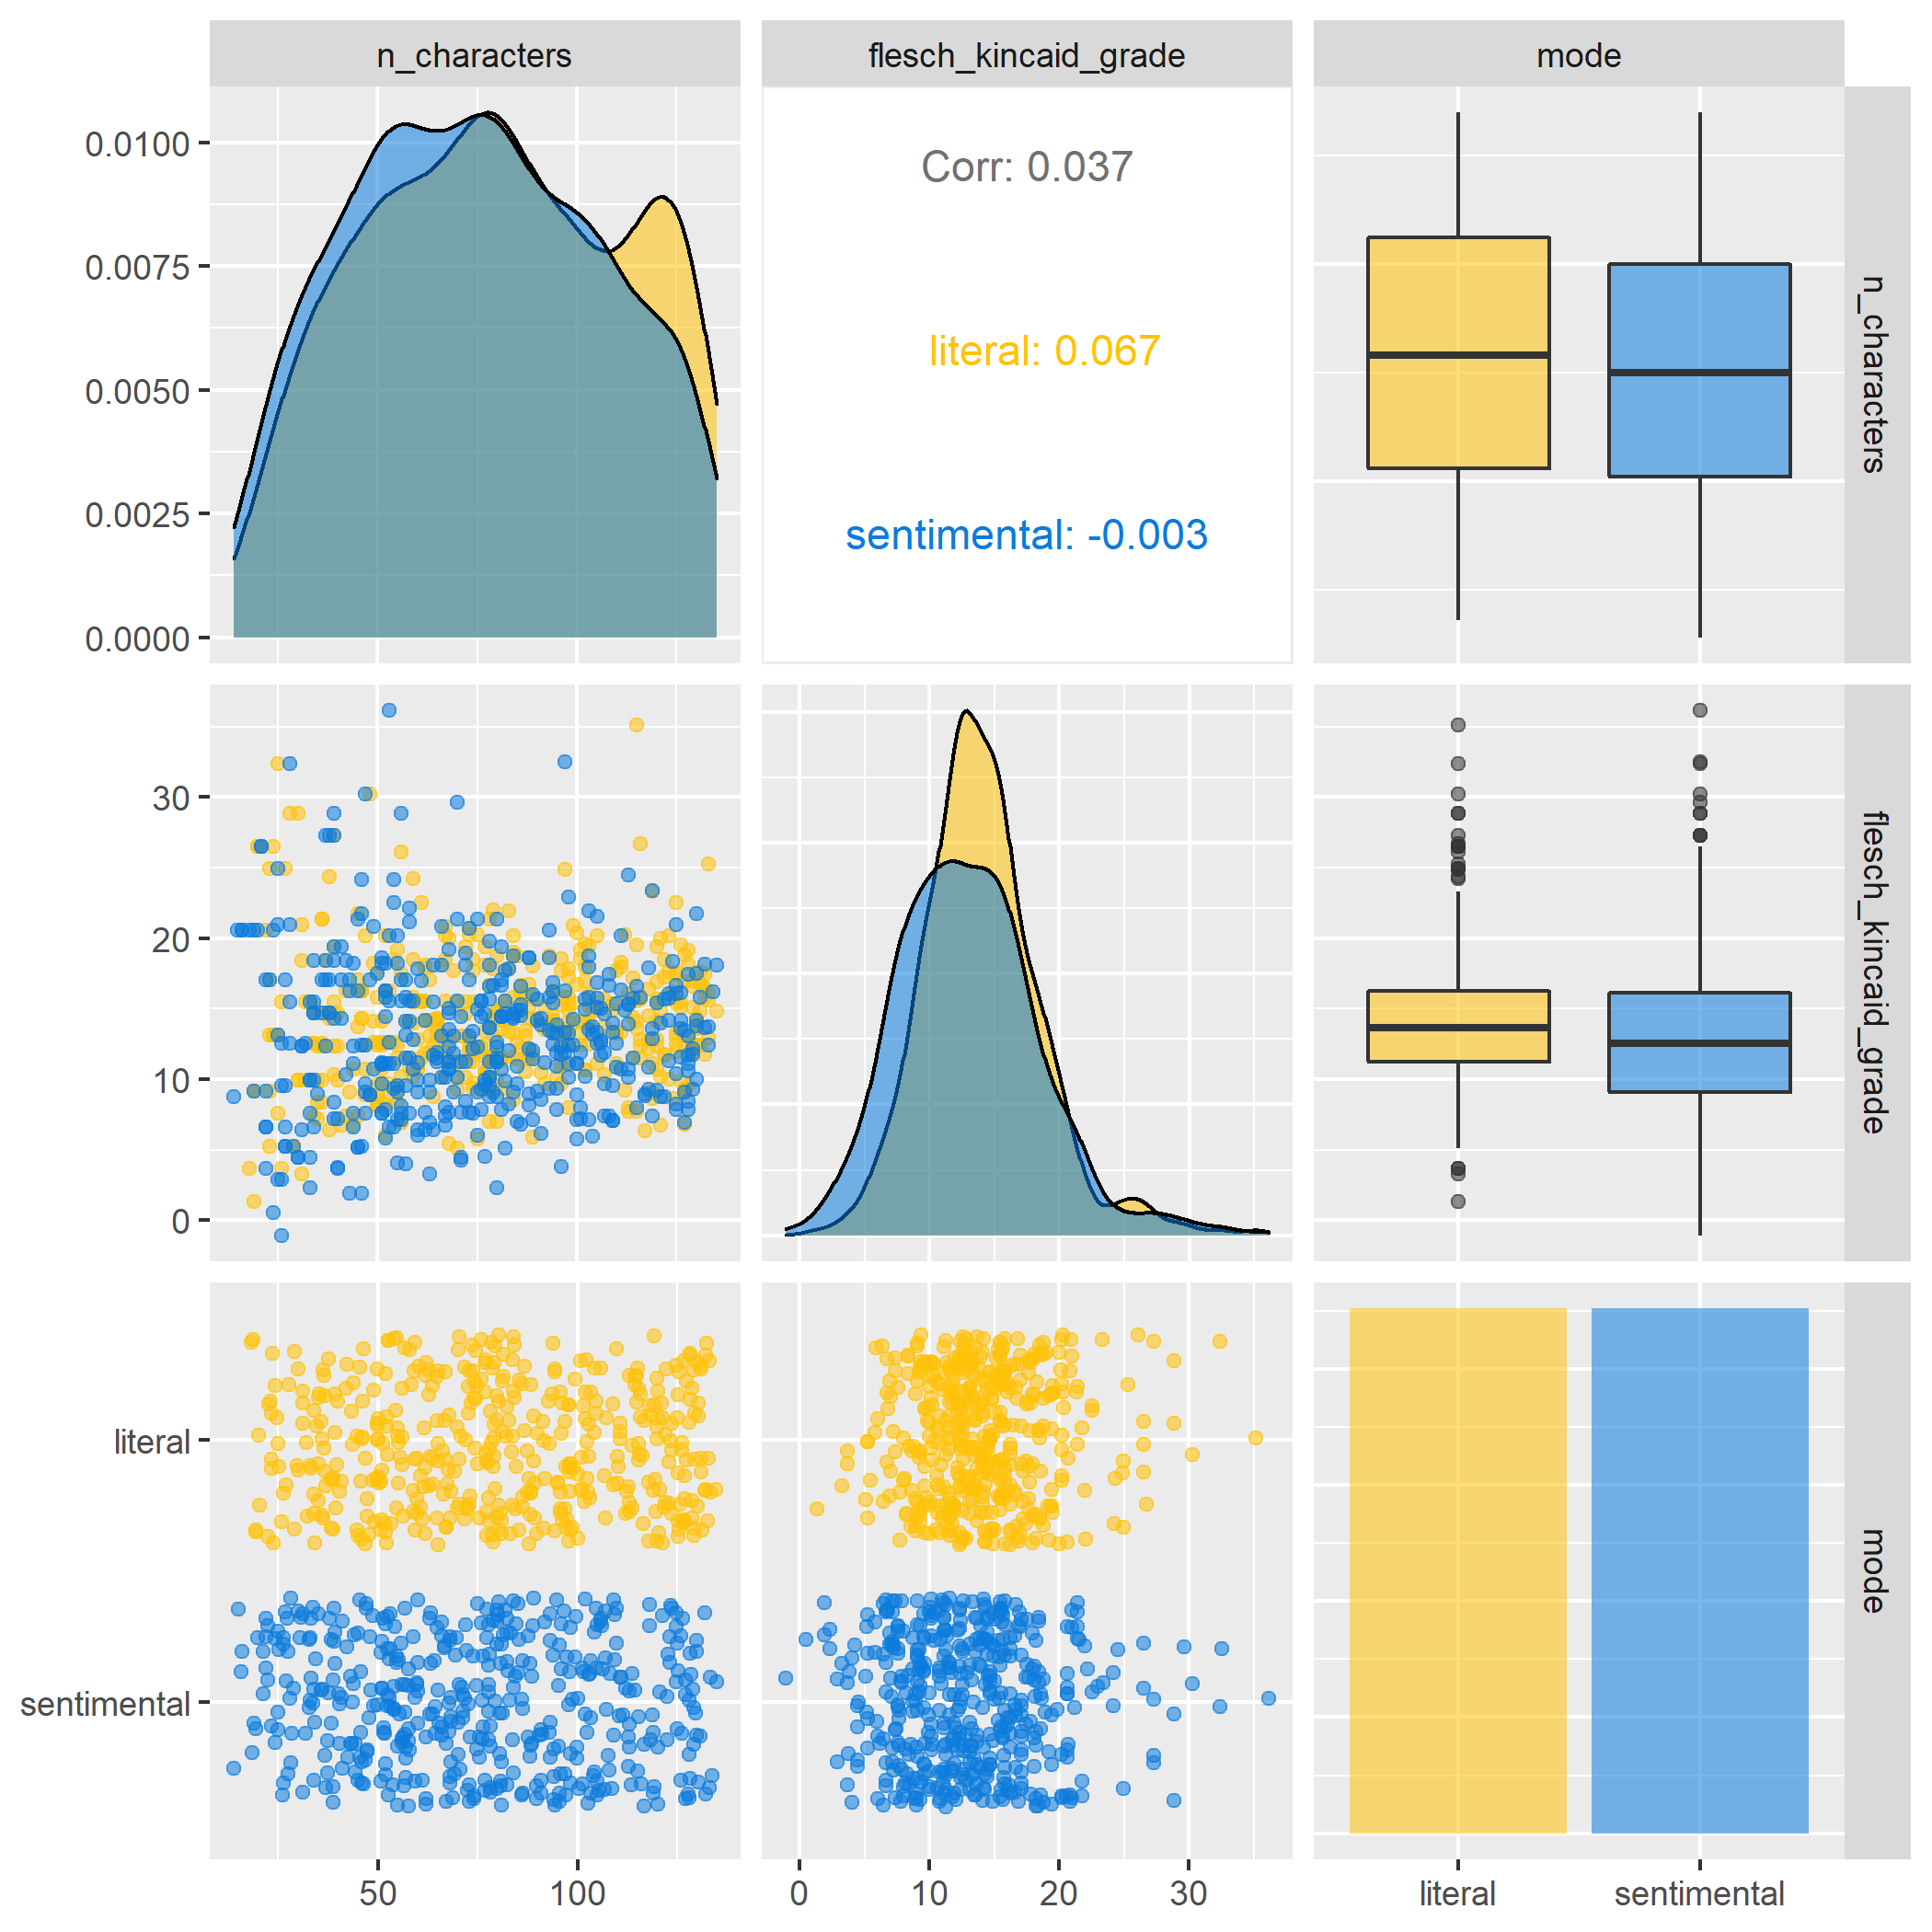 n_characters
flesch_kincaid_grade
mode
0.0100
0.0075
0.0050
0.0025
0.0000
Corr: 0.037
literal: 0.067
sentimental: -0.003
n_characters
30
20
10
0
flesch_kincaid_grade
literal
sentimental
mode
50 100
0 10 20 30
literal sentimental